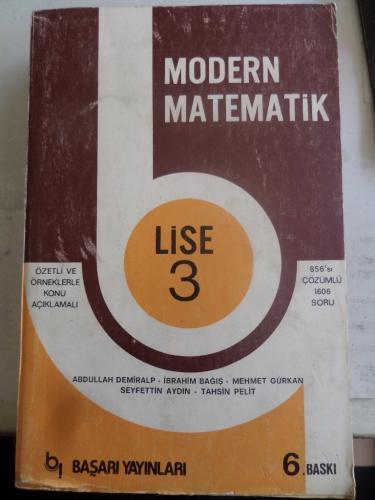 MODERN
MATEMATİK
LİSE
3
ÖZETLİ VE
ÖRNEKLERLE
KONU
AÇIKLAMALI
856'sı
ÇÖZÜMLÜ
1606
SORU
ABDULLAH DEMİRALP - İBRAHİM BAĞIŞ - MEHMET GÜRKAN
SEYFETTİN AYDIN - TAHSİN PELİT
BAŞARI YAYINLARI
6.BASKI